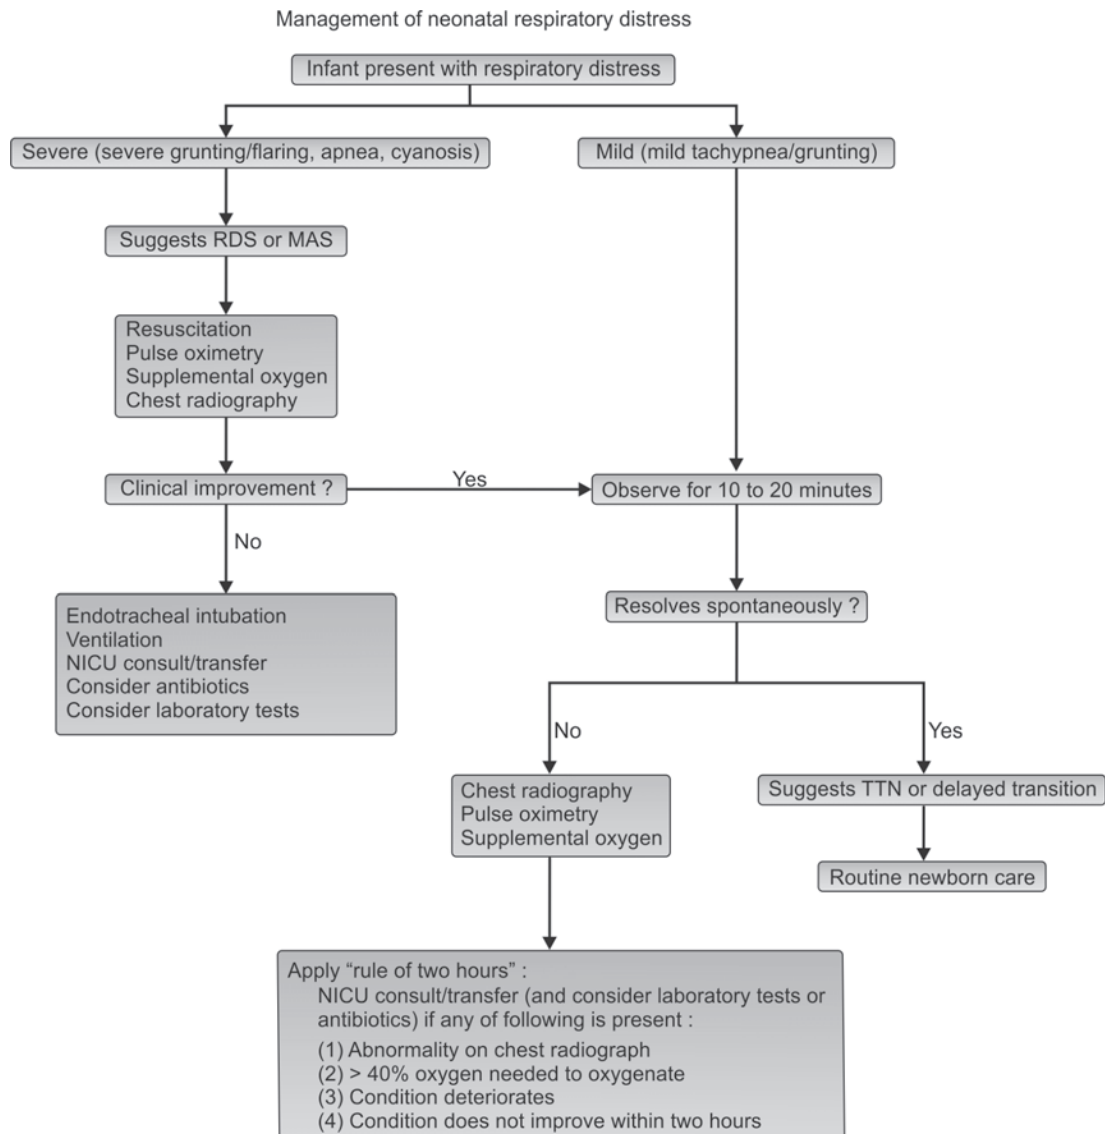 Management of neonatal respiratory distress
Infant present with respiratory distress
Severe (severe grunting/flaring, apnea, cyanosis)
Mild (mild tachypnea/grunting)
Suggests RDS or MAS
Resuscitation
Pulse oximetry
Supplemental oxygen
Chest radiography
Clinical improvement ?
Yes
Observe for 10 to 20 minutes
No
Endotracheal intubation
Ventilation
NICU consult/transfer
Consider antibiotics
Consider laboratory tests
Resolves spontaneously ?
No
Yes
Chest radiography
Pulse oximetry
Supplemental oxygen
Suggests TTN or delayed transition
Routine newborn care
Apply “rule of two hours” :
NICU consult/transfer (and consider laboratory tests or
antibiotics) if any of following is present :
(1) Abnormality on chest radiograph
(2) > 40% oxygen needed to oxygenate
(3) Condition deteriorates
(4) Condition does not improve within two hours